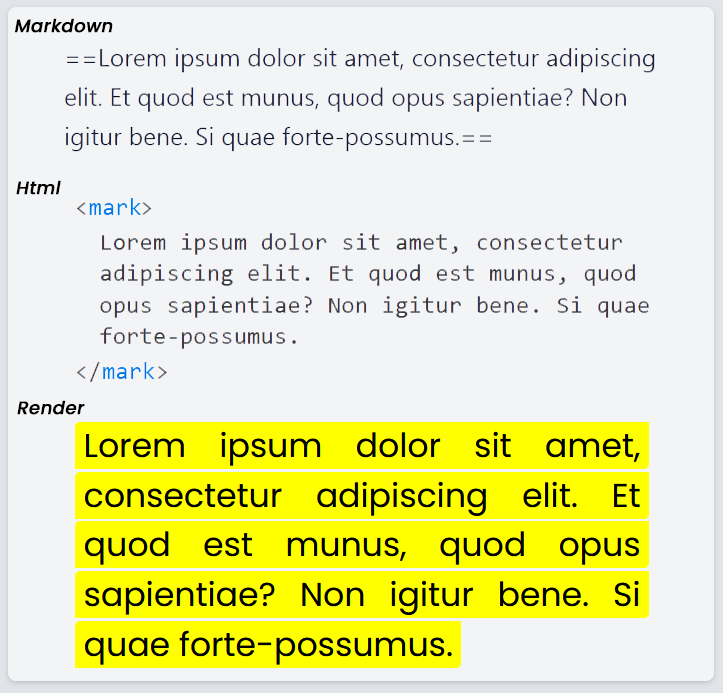 Markdown
==Lorem ipsum dolor sit amet, consectetur adipiscing
elit. Et quod est munus, quod opus sapientiae? Non
igitur bene. Si quae forte-possumus.==
Html
<mark>
Lorem ipsum dolor sit amet, consectetur
adipiscing elit. Et quod est munus, quod
opus sapientiae? Non igitur bene. Si quae
forte-possumus.
</mark>
Render
Lorem ipsum dolor sit amet,
consectetur adipiscing elit. Et
quod est munus, quod opus
sapientiae? Non igitur bene. Si
quae forte-possumus.